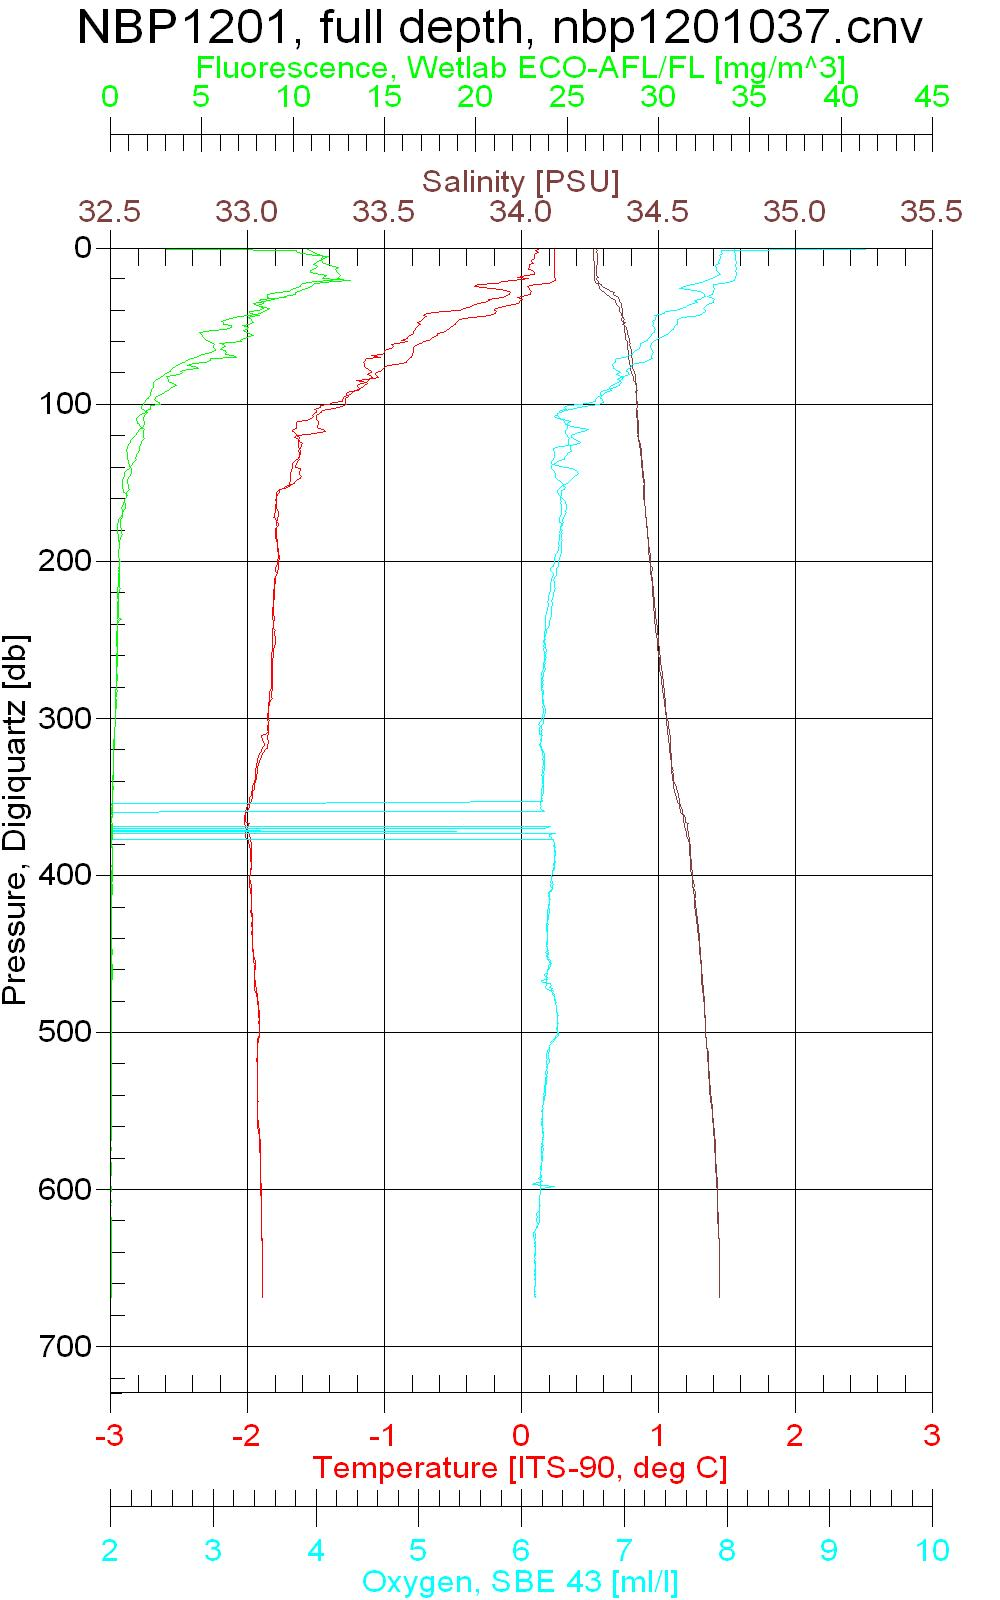 NBP1201, full depth, nbp1201037.cnv
Fluorescence, Wetlab ECO-AFL/FL [mg/m^3]
0 5 10 15 20 25 30 35 40 45
Salinity [PSU]
32.5 33.0 33.5 34.0 34.5 35.0 35.5
0
100
200
300
400
500
600
700
Pressure, Digiquartz [db]
-3 -2 -1 0 1 2 3
Temperature [ITS-90, deg C]
2 3 4 5 6 7 8 9 10
Oxygen, SBE 43 [ml/l]